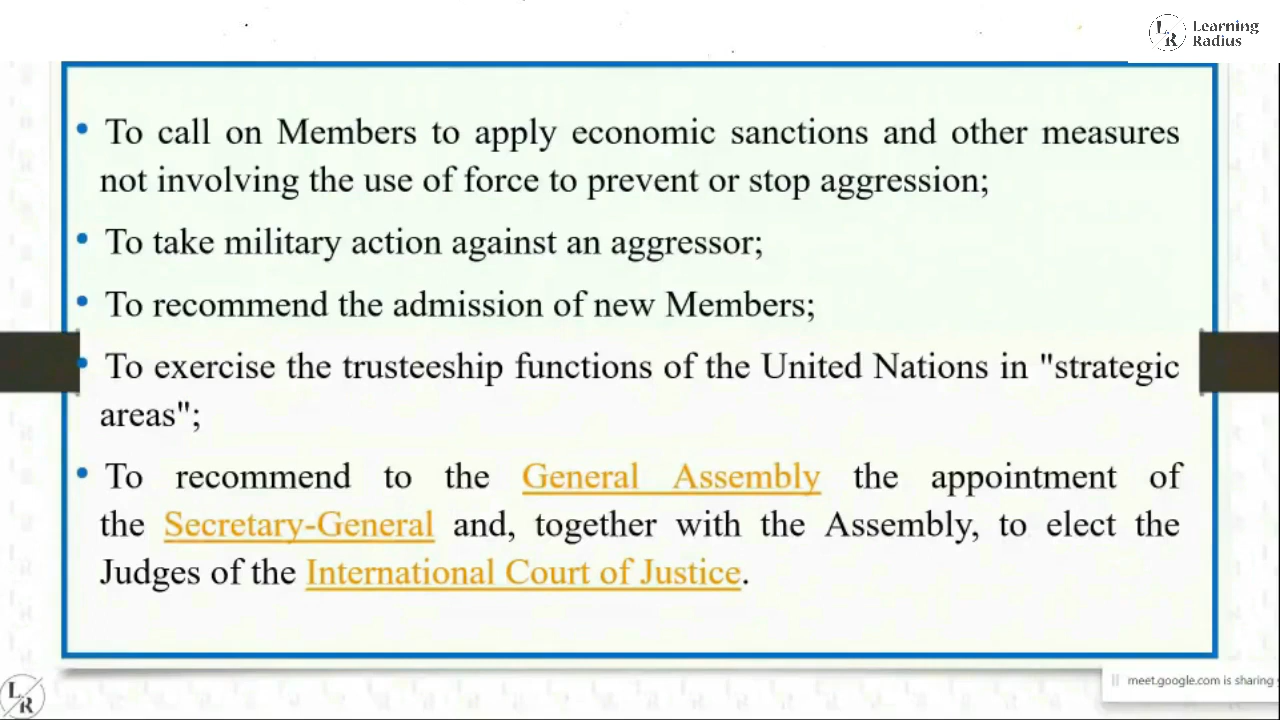 Learning
Radius
LR
• To call on Members to apply economic sanctions and other measures
not involving the use of force to prevent or stop aggression;
• To take military action against an aggressor;
• To recommend the admission of new Members;
• To exercise the trusteeship functions of the United Nations in "strategic
areas";
• To recommend to the General Assembly the appointment of
the Secretary-General and, together with the Assembly, to elect the
Judges of the International Court of Justice.
LR
meet.google.com is sharing